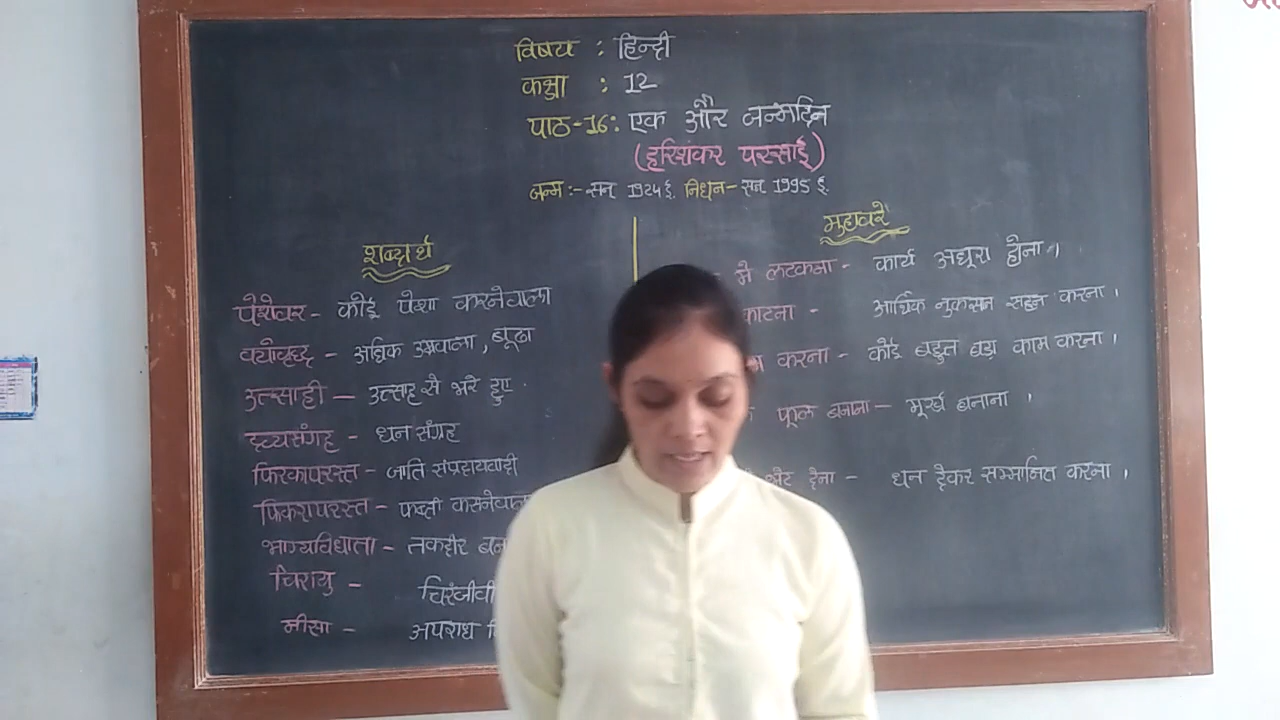 विषय : हिन्दी
कक्षा : 12
पाठ-16: एक और जन्मदिन
(हरिशंकर परसाई)
जन्म :- सन् 1924 ई. निधन- सन् 1995 ई.
शब्दार्थ
पेशेवर - कोई पेशा करनेवाला
वयोवृध्द - अधिक उम्रवाला, बूढा
उत्साही - उत्साह से भरे हुए
द्रव्यसंग्रह - धन संग्रह
फिरकापरस्त - जाति संप्रदायवादी
फिकरापरस्त - फब्ती कसनेवाला
भाग्यविधाता - तकदीर
चिरायु - चिरंजीवी
मीसा - अपराध
मुहावरे
में लटकना - कार्य अधूरा होना।
काटना - आर्थिक नुकसान सहन करना।
करना - कोई बहुत बड़ा काम करना।
फूल बनाना - मूर्ख बनाना।
भेंट देना - धन देकर सम्मानित करना।